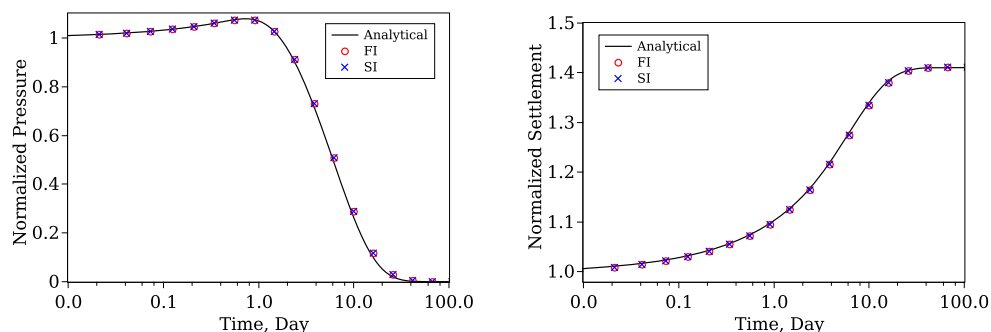 Normalized Pressure
1
0.8
0.6
0.4
0.2
0
Analytical
FI
SI
0.0 0.1 1.0 10.0 100.0
Time, Day
Normalized Settlement
1.5
1.4
1.3
1.2
1.1
1.0
Analytical
FI
SI
0.0 0.1 1.0 10.0 100.0
Time, Day